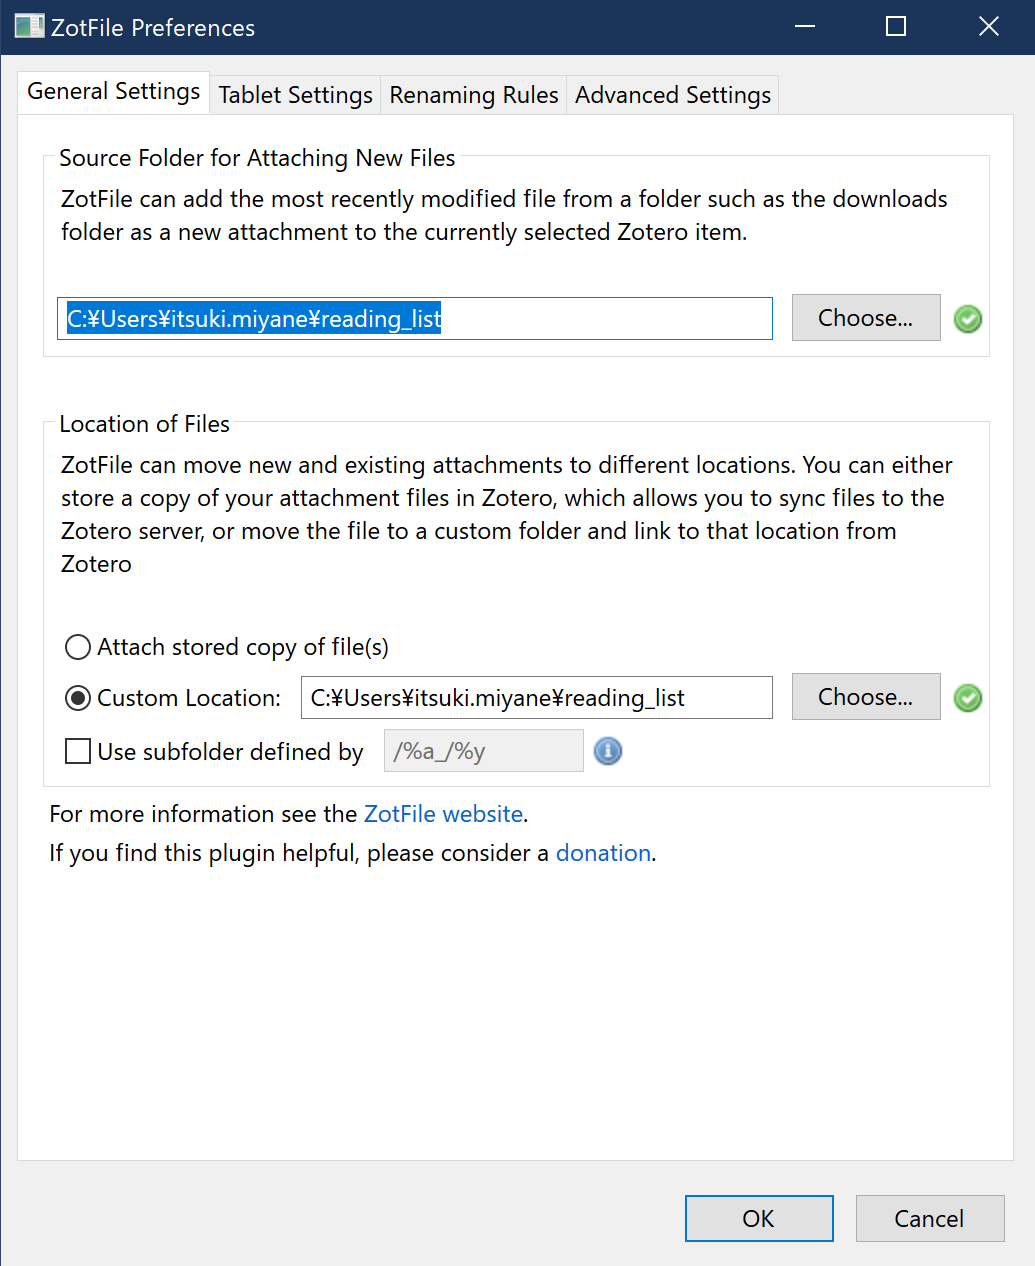 ZotFile Preferences
General Settings Tablet Settings Renaming Rules Advanced Settings
Source Folder for Attaching New Files
ZotFile can add the most recently modified file from a folder such as the downloads
folder as a new attachment to the currently selected Zotero item.
C:¥Users¥itsuki.miyane¥reading_list Choose...
Location of Files
ZotFile can move new and existing attachments to different locations. You can either
store a copy of your attachment files in Zotero, which allows you to sync files to the
Zotero server, or move the file to a custom folder and link to that location from
Zotero
Attach stored copy of file(s)
Custom Location: C:¥Users¥itsuki.miyane¥reading_list Choose...
Use subfolder defined by /%a_/%y
For more information see the ZotFile website.
If you find this plugin helpful, please consider a donation.
OK Cancel